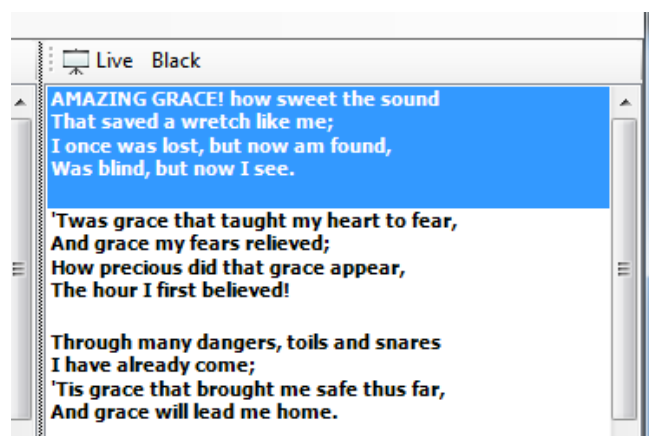 Live Black
AMAZING GRACE! how sweet the sound
That saved a wretch like me;
I once was lost, but now am found,
Was blind, but now I see.
'Twas grace that taught my heart to fear,
And grace my fears relieved;
How precious did that grace appear,
The hour I first believed!
Through many dangers, toils and snares
I have already come;
'Tis grace that brought me safe thus far,
And grace will lead me home.